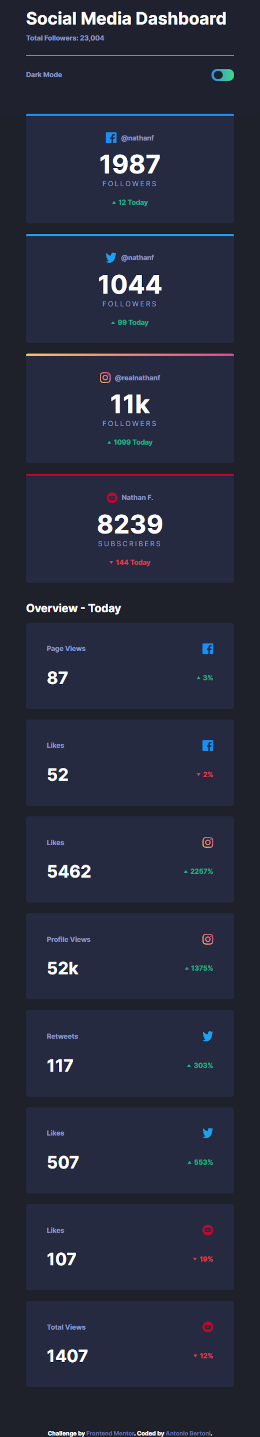 Social Media Dashboard
Total Followers: 23,004
Dark Mode
@nathanf
1987
FOLLOWERS
12 Today
@nathanf
1044
FOLLOWERS
99 Today
@realnathanf
11k
FOLLOWERS
1099 Today
Nathan F.
8239
SUBSCRIBERS
144 Today
Overview - Today
Page Views
87
3%
Likes
52
2%
Likes
5462
2257%
Profile Views
52k
1375%
Retweets
117
303%
Likes
507
553%
Likes
107
19%
Total Views
1407
12%
Challenge by Frontend Mentor. Coded by Antonio Bertoni.